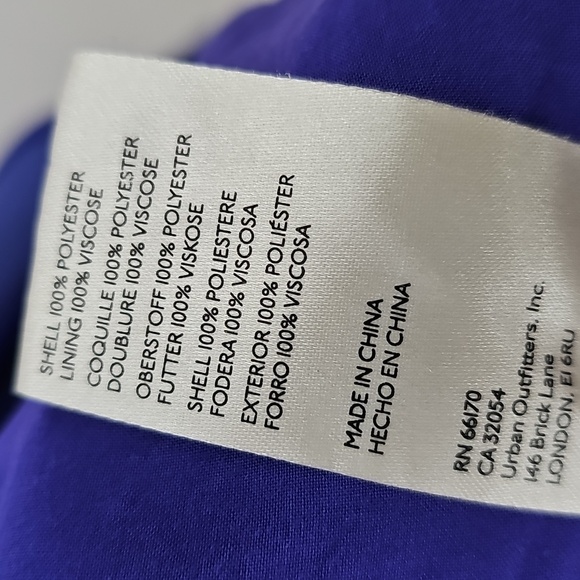 SHELL 100% POLYESTER
LINING 100% VISCOSE
COQUILLE 100% POLYESTER
DOUBLURE 100% VISCOSE
OBERSTOFF 100% POLYESTER
FUTTER 100% VISKOSE
SHELL 100% POLIESTERE
FODERA 100% VISCOSA
EXTERIOR 100% POLIÉSTER
FORRO 100% VISCOSA
MADE IN CHINA
HECHO EN CHINA
RN 66170
CA 32054
Urban Outfitters, Inc.
146 Brick Lane
LONDON, E1 6RU